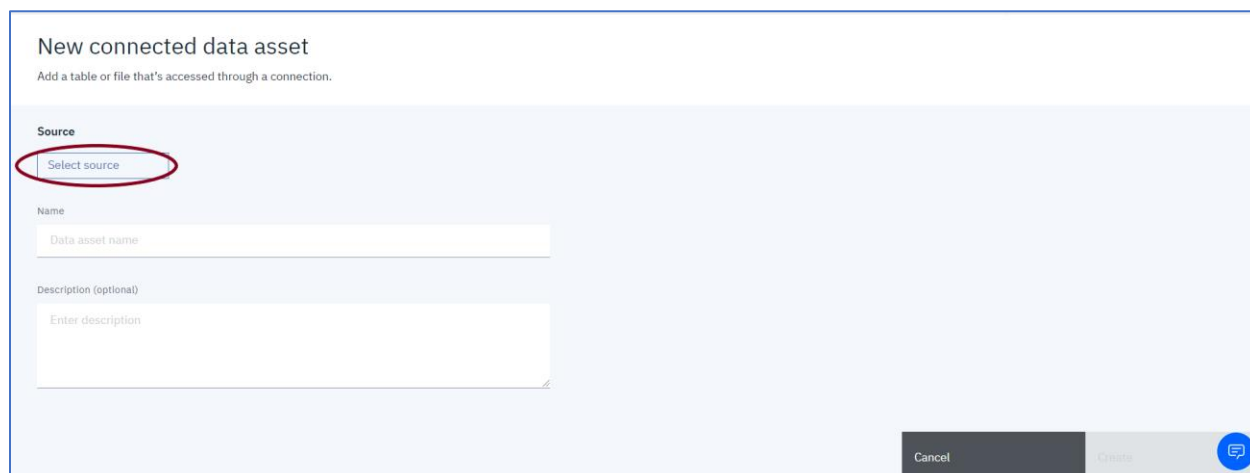 New connected data asset
Add a table or file that's accessed through a connection.
Source
Select source
Name
Data asset name
Description (optional)
Enter description
Cancel
Create